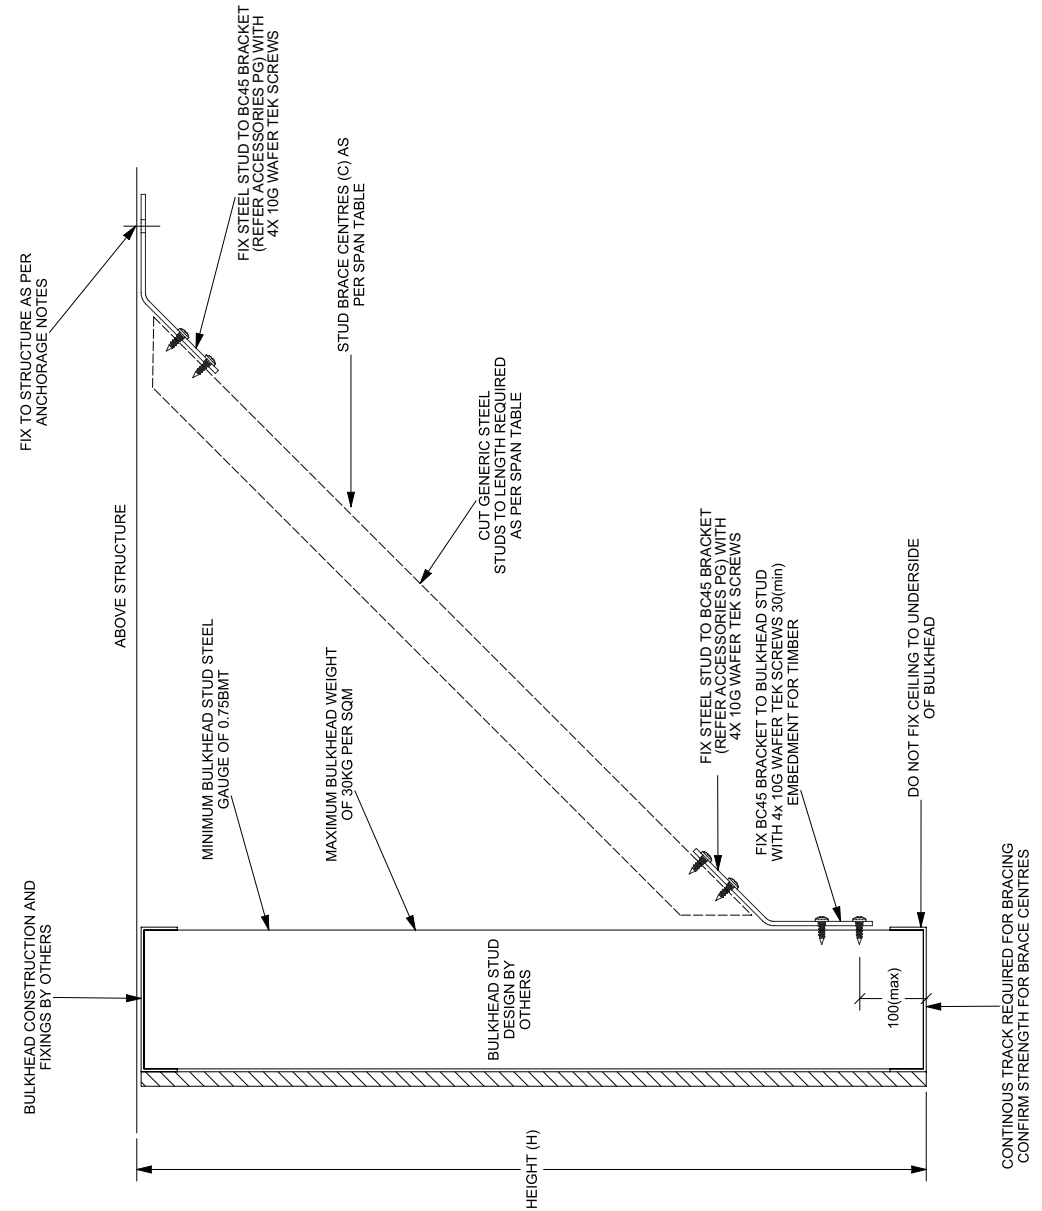 FIX TO STRUCTURE AS PER
ANCHORAGE NOTES
FIX STEEL STUD TO BC45 BRACKET
(REFER ACCESSORIES PG) WITH
4X 10G WAFER TEK SCREWS
STUD BRACE CENTRES (C) AS
PER SPAN TABLE
CUT GENERIC STEEL
STUDS TO LENGTH REQUIRED
AS PER SPAN TABLE
ABOVE STRUCTURE
MINIMUM BULKHEAD STUD STEEL
GAUGE OF 0.75BMT
MAXIMUM BULKHEAD WEIGHT
OF 30KG PER SQM
FIX STEEL STUD TO BC45 BRACKET
(REFER ACCESSORIES PG) WITH
4X 10G WAFER TEK SCREWS
FIX BC45 BRACKET TO BULKHEAD STUD
WITH 4x 10G WAFER TEK SCREWS 30(min)
EMBEDMENT FOR TIMBER
DO NOT FIX CEILING TO UNDERSIDE
OF BULKHEAD
BULKHEAD CONSTRUCTION AND
FIXINGS BY OTHERS
BULKHEAD STUD
DESIGN BY
OTHERS
100(max)
CONTINOUS TRACK REQUIRED FOR BRACING
CONFIRM STRENGTH FOR BRACE CENTRES
HEIGHT (H)